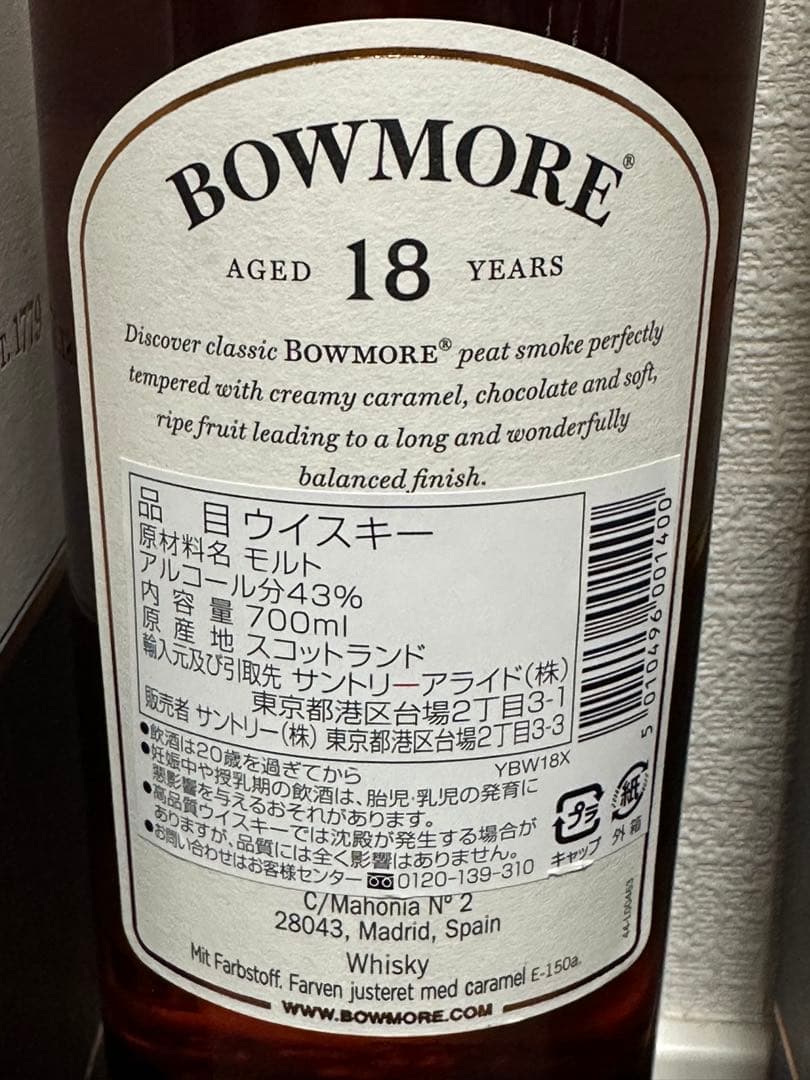 BOWMORE®
AGED 18 YEARS
Discover classic BOWMORE® peat smoke perfectly
tempered with creamy caramel, chocolate and soft,
ripe fruit leading to a long and wonderfully
balanced finish.
品目 ウイスキー
原材料名 モルト
アルコール分43%
内容量 700ml
原産地 スコットランド
輸入元及び引取先 サントリーアライド(株)
東京都港区台場2丁目3-1
販売者 サントリー(株) 東京都港区台場2丁目3-3
YBW18X
●飲酒は20歳を過ぎてから
●妊娠中や授乳期の飲酒は、胎児・乳児の発育に
悪影響を与えるおそれがあります。
●高品質ウイスキーでは沈殿が発生する場合が
ありますが、品質には全く影響はありません。
●お問い合わせはお客様センター 0120-139-310
5 010496 001400
プラ
キャップ
紙
外箱
C/Mahonia Nº 2
28043, Madrid, Spain
Whisky
Mit Farbstoff. Farven justeret med caramel E-150a.
WWW.BOWMORE.COM